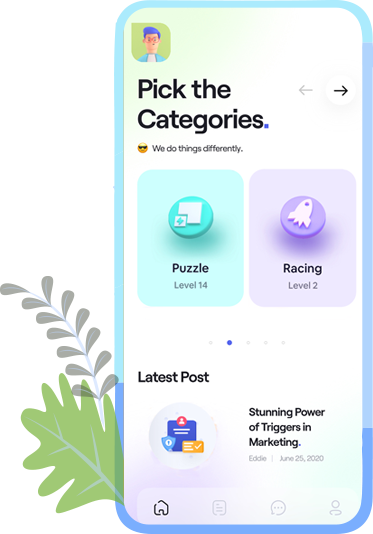 Pick the
Categories.
😎 We do things differently.
Puzzle
Level 14
Racing
Level 2
Latest Post
Stunning Power
of Triggers in
Marketing.
Eddie | June 25, 2020